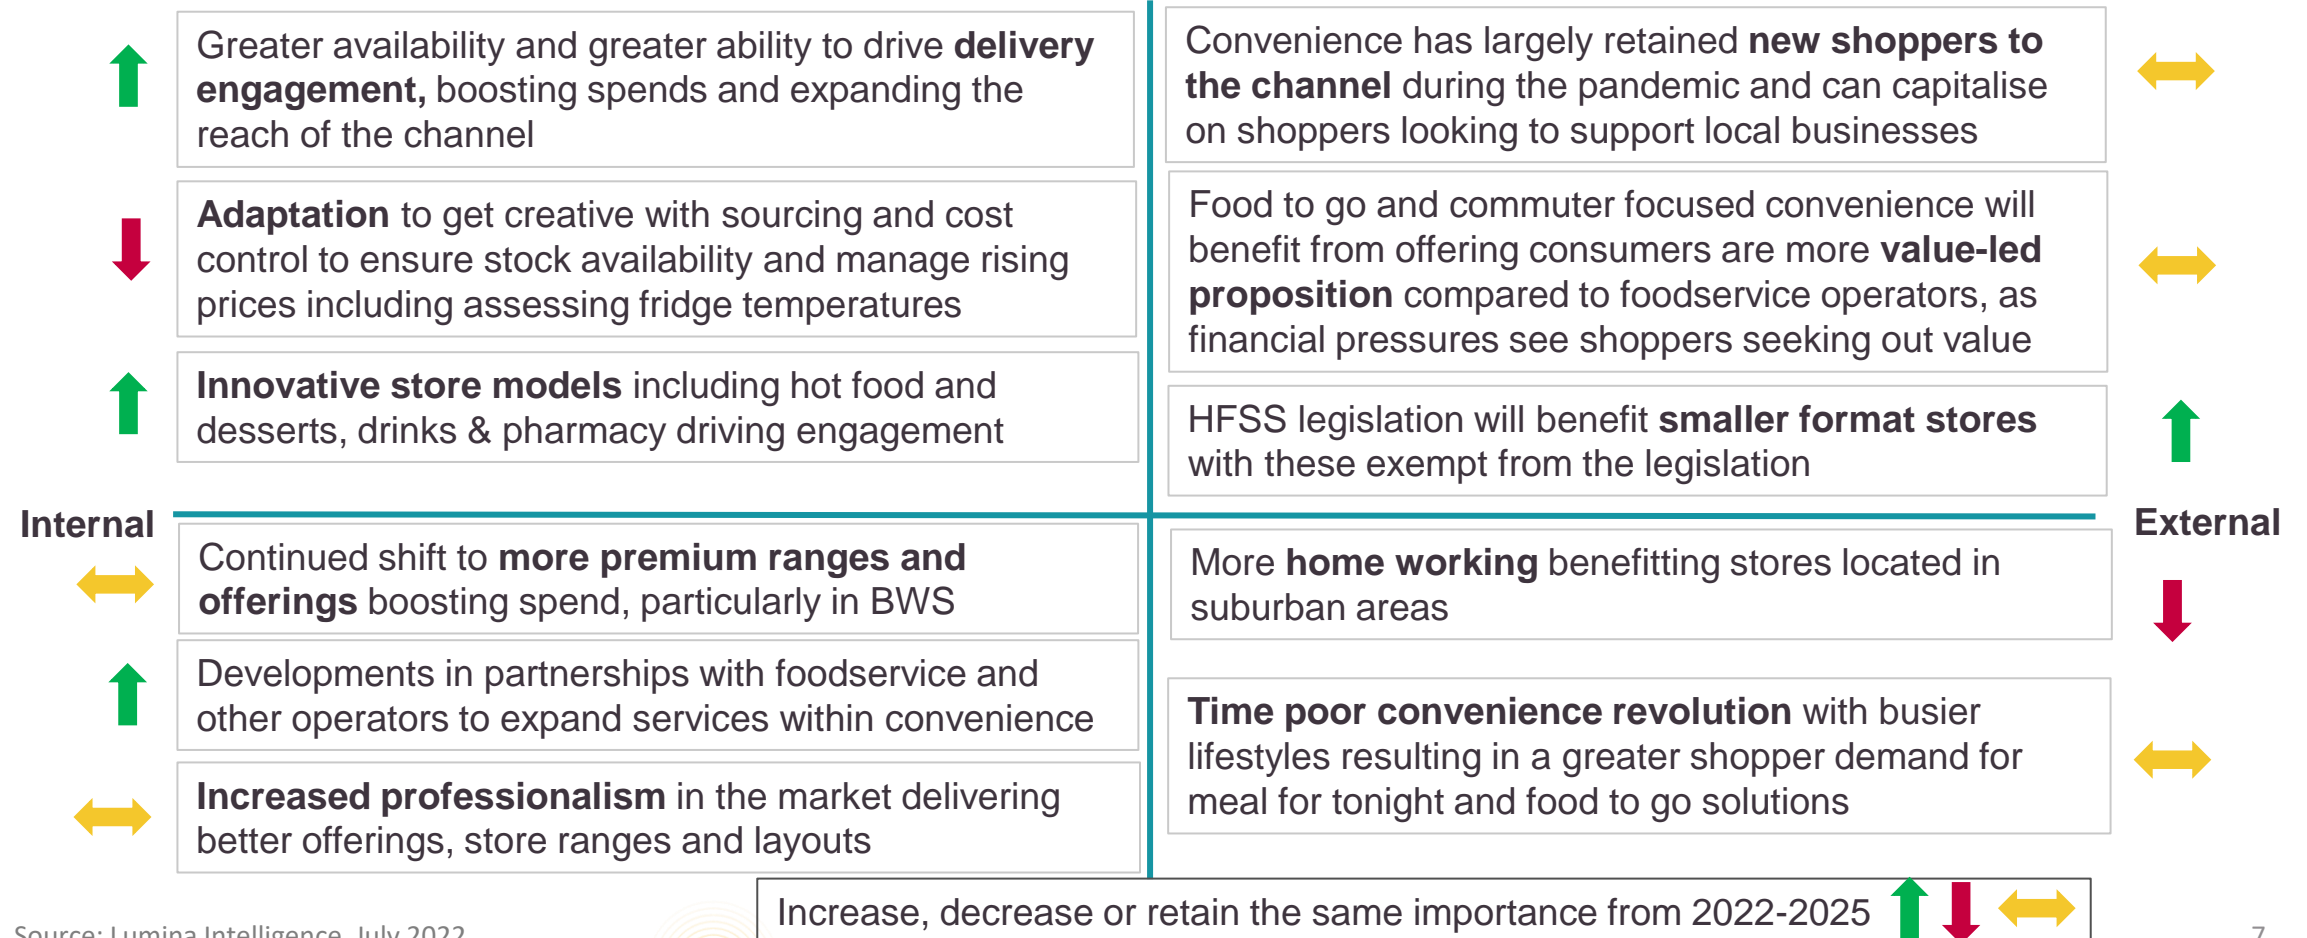 Greater availability and greater ability to drive delivery
engagement, boosting spends and expanding the
reach of the channel
Adaptation to get creative with sourcing and cost
control to ensure stock availability and manage rising
prices including assessing fridge temperatures
Innovative store models including hot food and
desserts, drinks & pharmacy driving engagement
Convenience has largely retained new shoppers to
the channel during the pandemic and can capitalise
on shoppers looking to support local businesses
Food to go and commuter focused convenience will
benefit from offering consumers are more value-led
proposition compared to foodservice operators, as
financial pressures see shoppers seeking out value
HFSS legislation will benefit smaller format stores
with these exempt from the legislation
Internal
External
Continued shift to more premium ranges and
offerings boosting spend, particularly in BWS
Developments in partnerships with foodservice and
other operators to expand services within convenience
Increased professionalism in the market delivering
better offerings, store ranges and layouts
More home working benefitting stores located in
suburban areas
Time poor convenience revolution with busier
lifestyles resulting in a greater shopper demand for
meal for tonight and food to go solutions
Increase, decrease or retain the same importance from 2022-2025
Source: Lumina Intelligence, July 2022
7